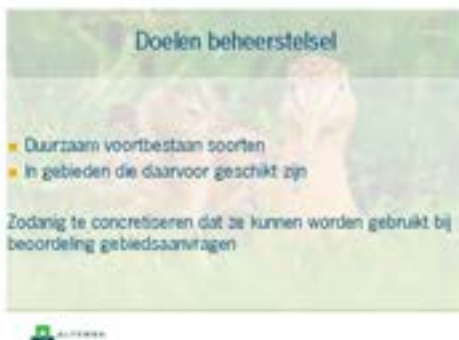 Doelen beheerstelsel
Duurzaam voortbestaan soorten
In gebieden die daarvoor geschikt zijn
Zodanig te concretiseren dat ze kunnen worden gebruikt bij
beoordeling gebiedsaanvragen
ALTERRA